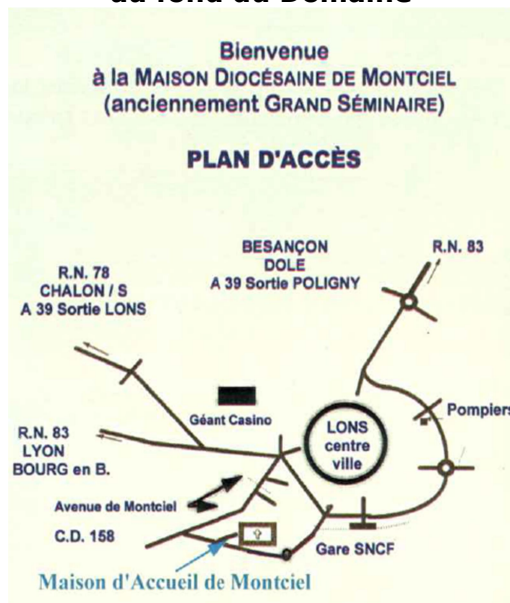 au fond du Domaine
Bienvenue
à la MAISON DIOCÉSAINE DE MONTCIEL
(anciennement GRAND SÉMINAIRE)
PLAN D'ACCÈS
BESANÇON
DOLE
A 39 Sortie POLIGNY
R.N. 83
R.N. 78
CHALON / S
A 39 Sortie LONS
Géant Casino
LONS
centre
ville
Pompiers
R.N. 83
LYON
BOURG en B.
Avenue de Montciel
C.D. 158
Gare SNCF
Maison d'Accueil de Montciel